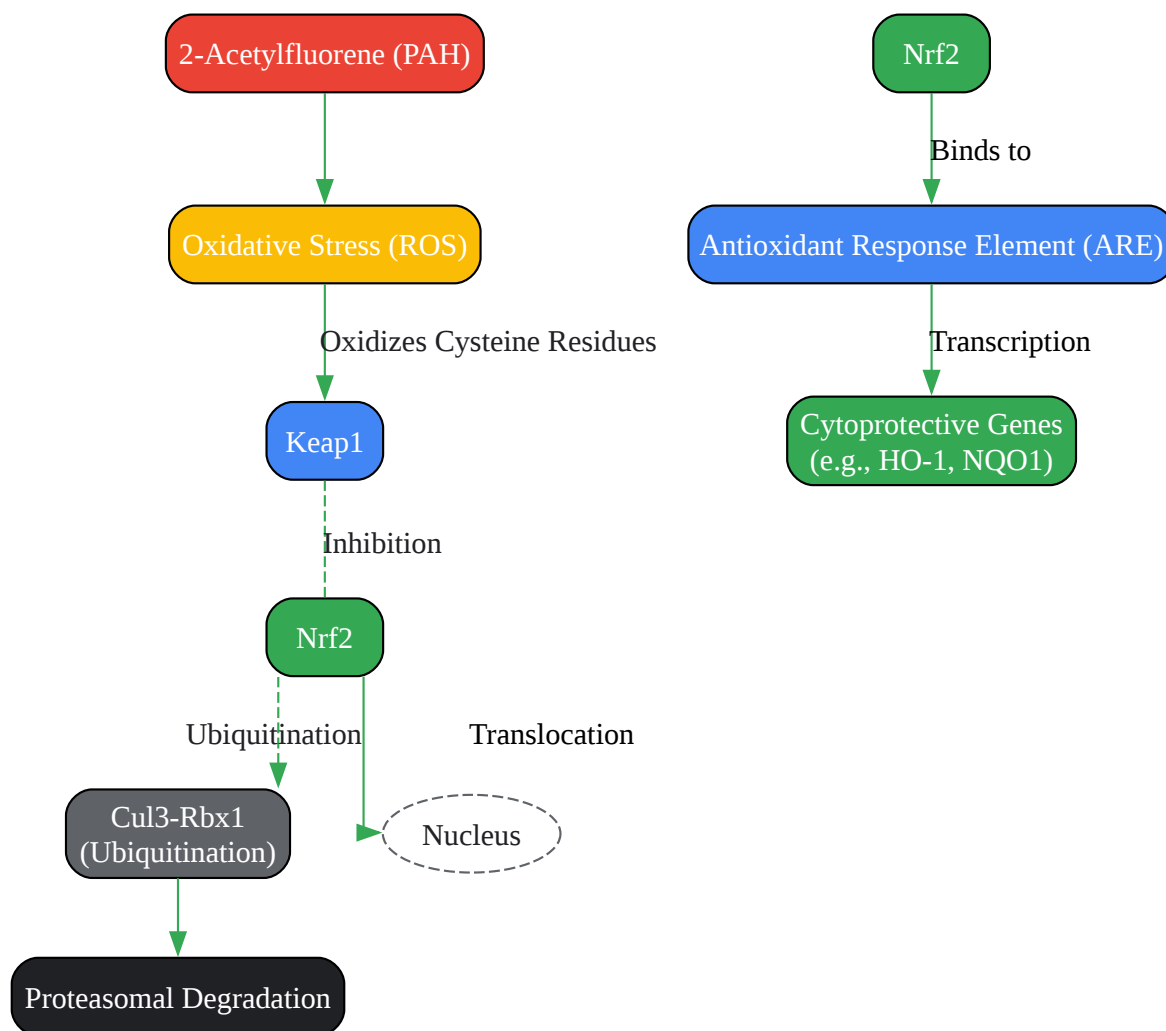 2-Acetylfluorene (PAH)
Oxidative Stress (ROS)
Oxidizes Cysteine Residues
Keap1
Inhibition
Nrf2
Ubiquitination
Translocation
Cul3-Rbx1
(Ubiquitination)
Nucleus
Proteasomal Degradation
Nrf2
Binds to
Antioxidant Response Element (ARE)
Transcription
Cytoprotective Genes
(e.g., HO-1, NQO1)